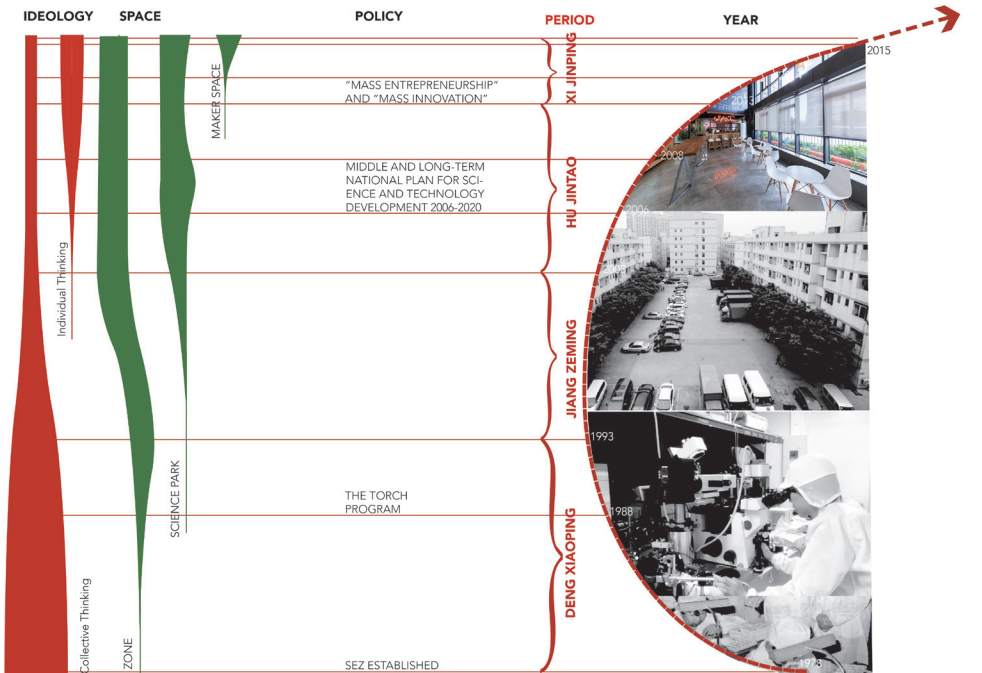 IDEOLOGY SPACE POLICY PERIOD YEAR
2015
XI JINPING
MAKER SPACE
"MASS ENTREPRENEURSHIP"
AND "MASS INNOVATION"
2013
2008
MIDDLE AND LONG-TERM
NATIONAL PLAN FOR SCI-
ENCE AND TECHNOLOGY
DEVELOPMENT 2006-2020
HU JINTAO
2006
Individual Thinking
JIANG ZEMING
1993
SCIENCE PARK
THE TORCH
PROGRAM
1988
DENG XIAOPING
Collective Thinking
ZONE
SEZ ESTABLISHED